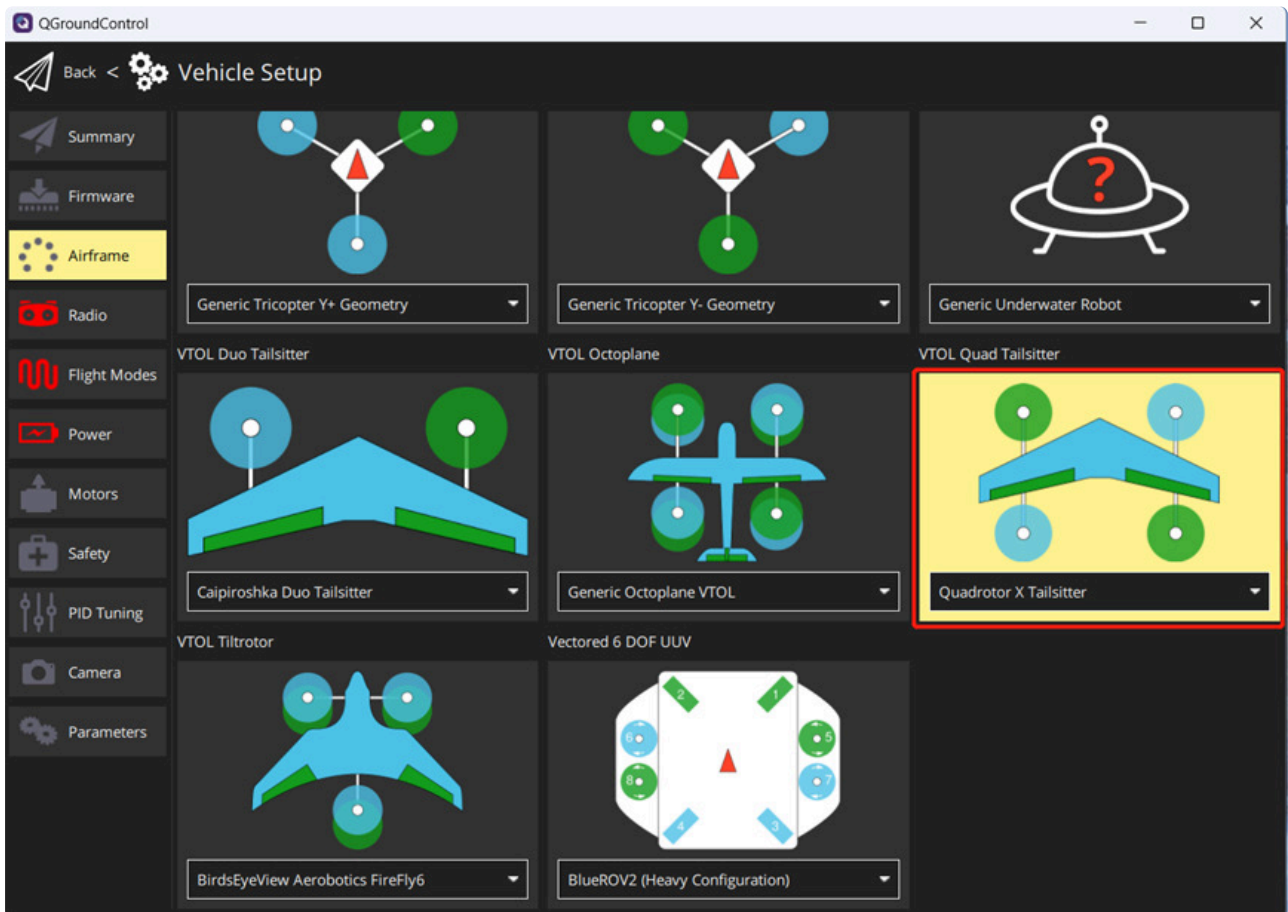 QGroundControl
Back < Vehicle Setup
Summary
Firmware
Airframe
Radio
Flight Modes
Power
Motors
Safety
PID Tuning
Camera
Parameters
?
Generic Tricopter Y+ Geometry
Generic Tricopter Y- Geometry
Generic Underwater Robot
VTOL Duo Tailsitter
VTOL Octoplane
VTOL Quad Tailsitter
Caipiroshka Duo Tailsitter
Generic Octoplane VTOL
Quadrotor X Tailsitter
VTOL Tiltrotor
Vectored 6 DOF UUV
2 1
6 5
8 7
4 3
BirdsEyeView Aerobotics FireFly6
BlueROV2 (Heavy Configuration)